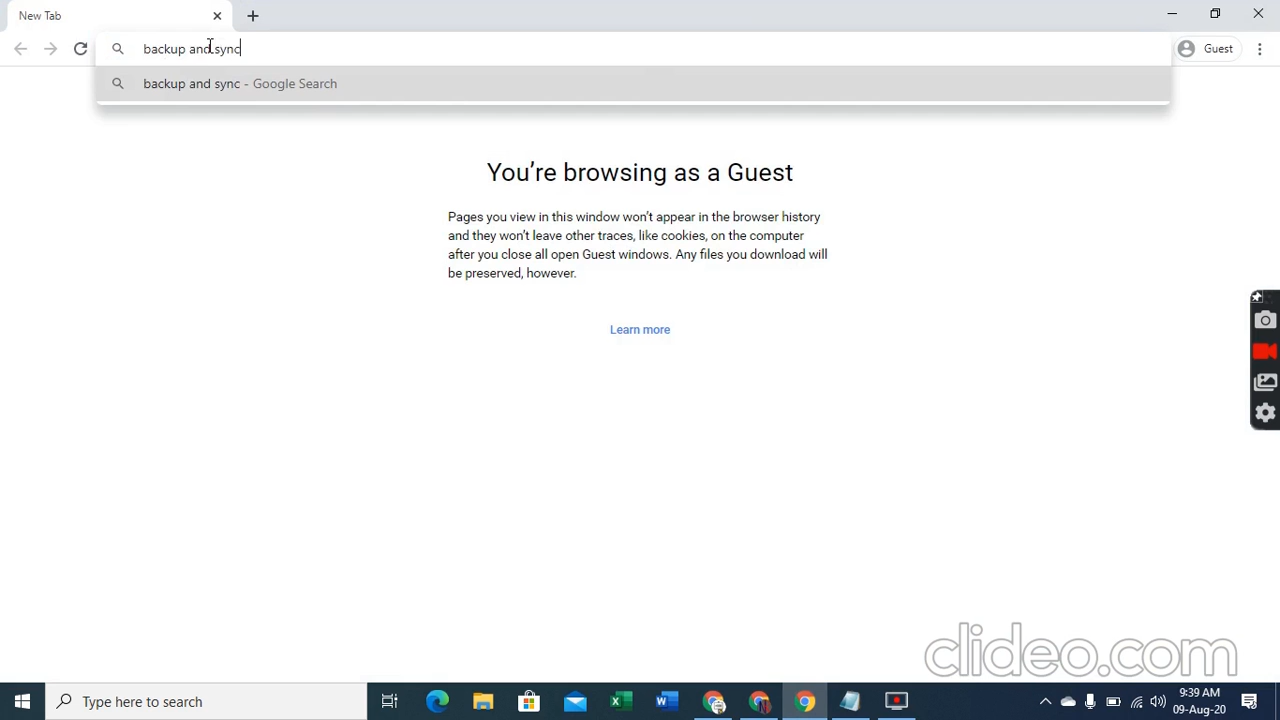 New Tab
backup and sync
Guest
backup and sync - Google Search
You're browsing as a Guest
Pages you view in this window won't appear in the browser history
and they won't leave other traces, like cookies, on the computer
after you close all open Guest windows. Any files you download will
be preserved, however.
Learn more
clideo.com
Type here to search
9:39 AM
09-Aug-20